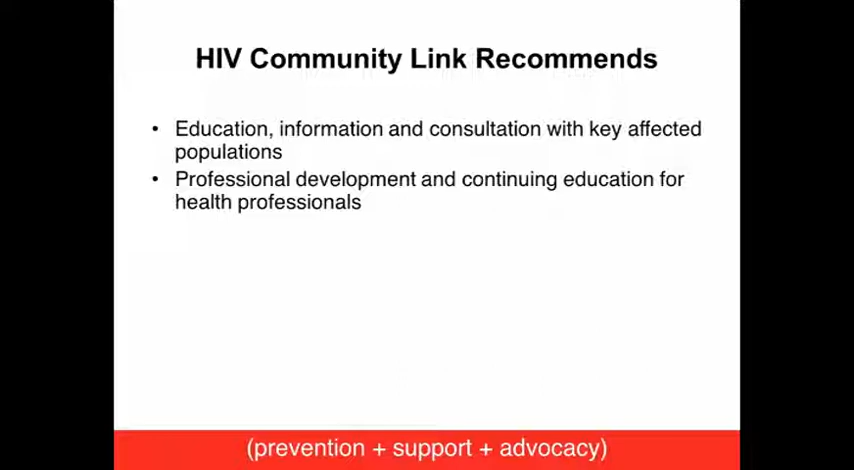 HIV Community Link Recommends
• Education, information and consultation with key affected
populations
• Professional development and continuing education for
health professionals
(prevention + support + advocacy)